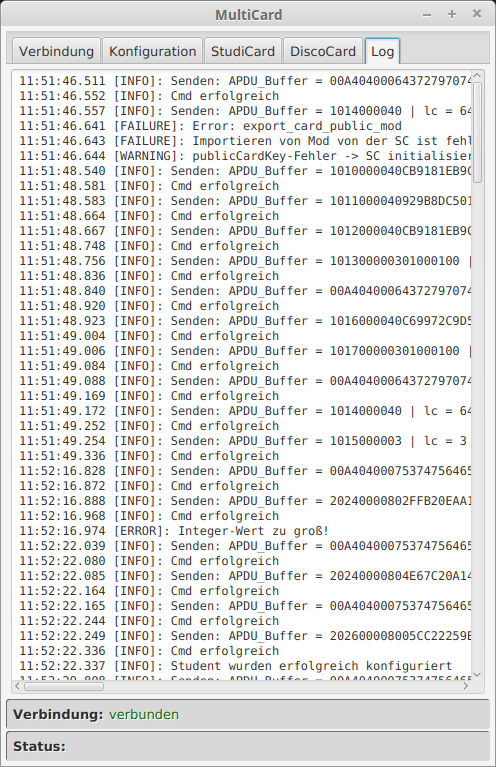 MultiCard
Verbindung Konfiguration StudiCard DiscoCard Log
11:51:46.511 [INFO]: Senden: APDU_Buffer = 00A40400064372797074
11:51:46.552 [INFO]: Cmd erfolgreich
11:51:46.557 [INFO]: Senden: APDU_Buffer = 1014000040 | lc = 64
11:51:46.641 [FAILURE]: Error: export_card_public_mod
11:51:46.643 [FAILURE]: Importieren von Mod von der SC ist fehl
11:51:46.644 [WARNING]: publicCardKey-Fehler -> SC initialisier
11:51:48.540 [INFO]: Senden: APDU_Buffer = 1010000040CB9181EB9C
11:51:48.581 [INFO]: Cmd erfolgreich
11:51:48.583 [INFO]: Senden: APDU_Buffer = 1011000040929B8DC501
11:51:48.664 [INFO]: Cmd erfolgreich
11:51:48.667 [INFO]: Senden: APDU_Buffer = 1012000040CB9181EB9C
11:51:48.748 [INFO]: Cmd erfolgreich
11:51:48.756 [INFO]: Senden: APDU_Buffer = 101300000301000100 |
11:51:48.836 [INFO]: Cmd erfolgreich
11:51:48.840 [INFO]: Senden: APDU_Buffer = 00A40400064372797074
11:51:48.920 [INFO]: Cmd erfolgreich
11:51:48.923 [INFO]: Senden: APDU_Buffer = 1016000040C69972C9D5
11:51:49.004 [INFO]: Cmd erfolgreich
11:51:49.006 [INFO]: Senden: APDU_Buffer = 101700000301000100 |
11:51:49.084 [INFO]: Cmd erfolgreich
11:51:49.088 [INFO]: Senden: APDU_Buffer = 00A40400064372797074
11:51:49.169 [INFO]: Cmd erfolgreich
11:51:49.172 [INFO]: Senden: APDU_Buffer = 1014000040 | lc = 64
11:51:49.252 [INFO]: Cmd erfolgreich
11:51:49.254 [INFO]: Senden: APDU_Buffer = 1015000003 | lc = 3
11:51:49.336 [INFO]: Cmd erfolgreich
11:52:16.828 [INFO]: Senden: APDU_Buffer = 00A40400075374756465
11:52:16.872 [INFO]: Cmd erfolgreich
11:52:16.888 [INFO]: Senden: APDU_Buffer = 20240000802FFB20EAA1
11:52:16.968 [INFO]: Cmd erfolgreich
11:52:16.974 [ERROR]: Integer-Wert zu groß!
11:52:22.039 [INFO]: Senden: APDU_Buffer = 00A40400075374756465
11:52:22.080 [INFO]: Cmd erfolgreich
11:52:22.085 [INFO]: Senden: APDU_Buffer = 20240000804E67C20A14
11:52:22.164 [INFO]: Cmd erfolgreich
11:52:22.165 [INFO]: Senden: APDU_Buffer = 00A40400075374756465
11:52:22.244 [INFO]: Cmd erfolgreich
11:52:22.249 [INFO]: Senden: APDU_Buffer = 202600008005CC22259E
11:52:22.336 [INFO]: Cmd erfolgreich
11:52:22.337 [INFO]: Student wurden erfolgreich konfiguriert
11:52:29.808 [INFO]: Senden: APDU_Buffer = 00A40400075374756465
Verbindung: verbunden
Status: